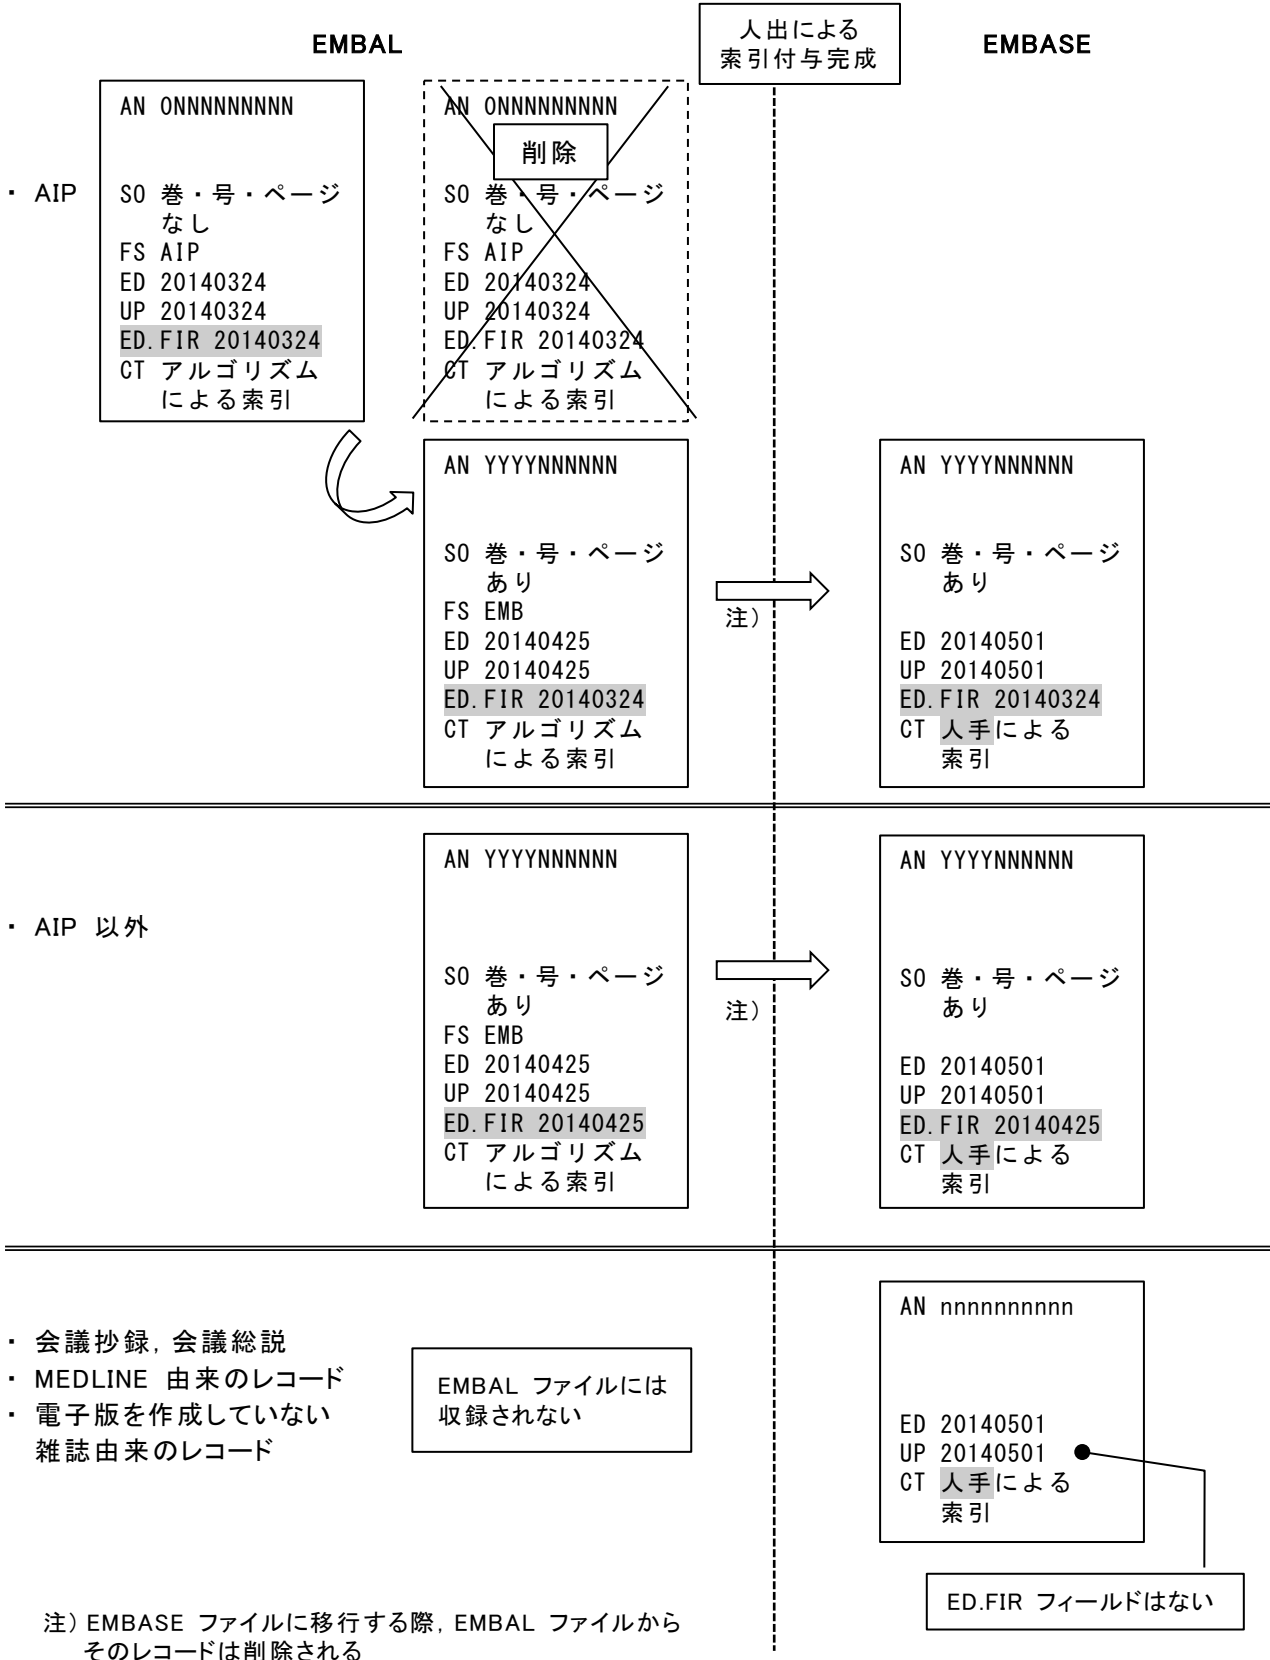 EMBAL
人出による
索引付与完成
EMBASE
・ AIP
AN 0NNNNNNNNN
SO 巻・号・ページ
なし
FS AIP
ED 20140324
UP 20140324
ED.FIR 20140324
CT アルゴリズム
による索引
AN 0NNNNNNNNN
削除
SO 巻・号・ページ
なし
FS AIP
ED 20140324
UP 20140324
ED.FIR 20140324
CT アルゴリズム
による索引
AN YYYYNNNNNN
SO 巻・号・ページ
あり
FS EMB
ED 20140425
UP 20140425
ED.FIR 20140324
CT アルゴリズム
による索引
注）
AN YYYYNNNNNN
SO 巻・号・ページ
あり
ED 20140501
UP 20140501
ED.FIR 20140324
CT 人手による
索引
・ AIP 以外
AN YYYYNNNNNN
SO 巻・号・ページ
あり
FS EMB
ED 20140425
UP 20140425
ED.FIR 20140425
CT アルゴリズム
による索引
注）
AN YYYYNNNNNN
SO 巻・号・ページ
あり
ED 20140501
UP 20140501
ED.FIR 20140425
CT 人手による
索引
・ 会議抄録, 会議総説
・ MEDLINE 由来のレコード
・ 電子版を作成していない
雑誌由来のレコード
EMBAL ファイルには
収録されない
AN nnnnnnnnnn
ED 20140501
UP 20140501
CT 人手による
索引
ED.FIR フィールドはない
注）EMBASE ファイルに移行する際, EMBAL ファイルから
そのレコードは削除される